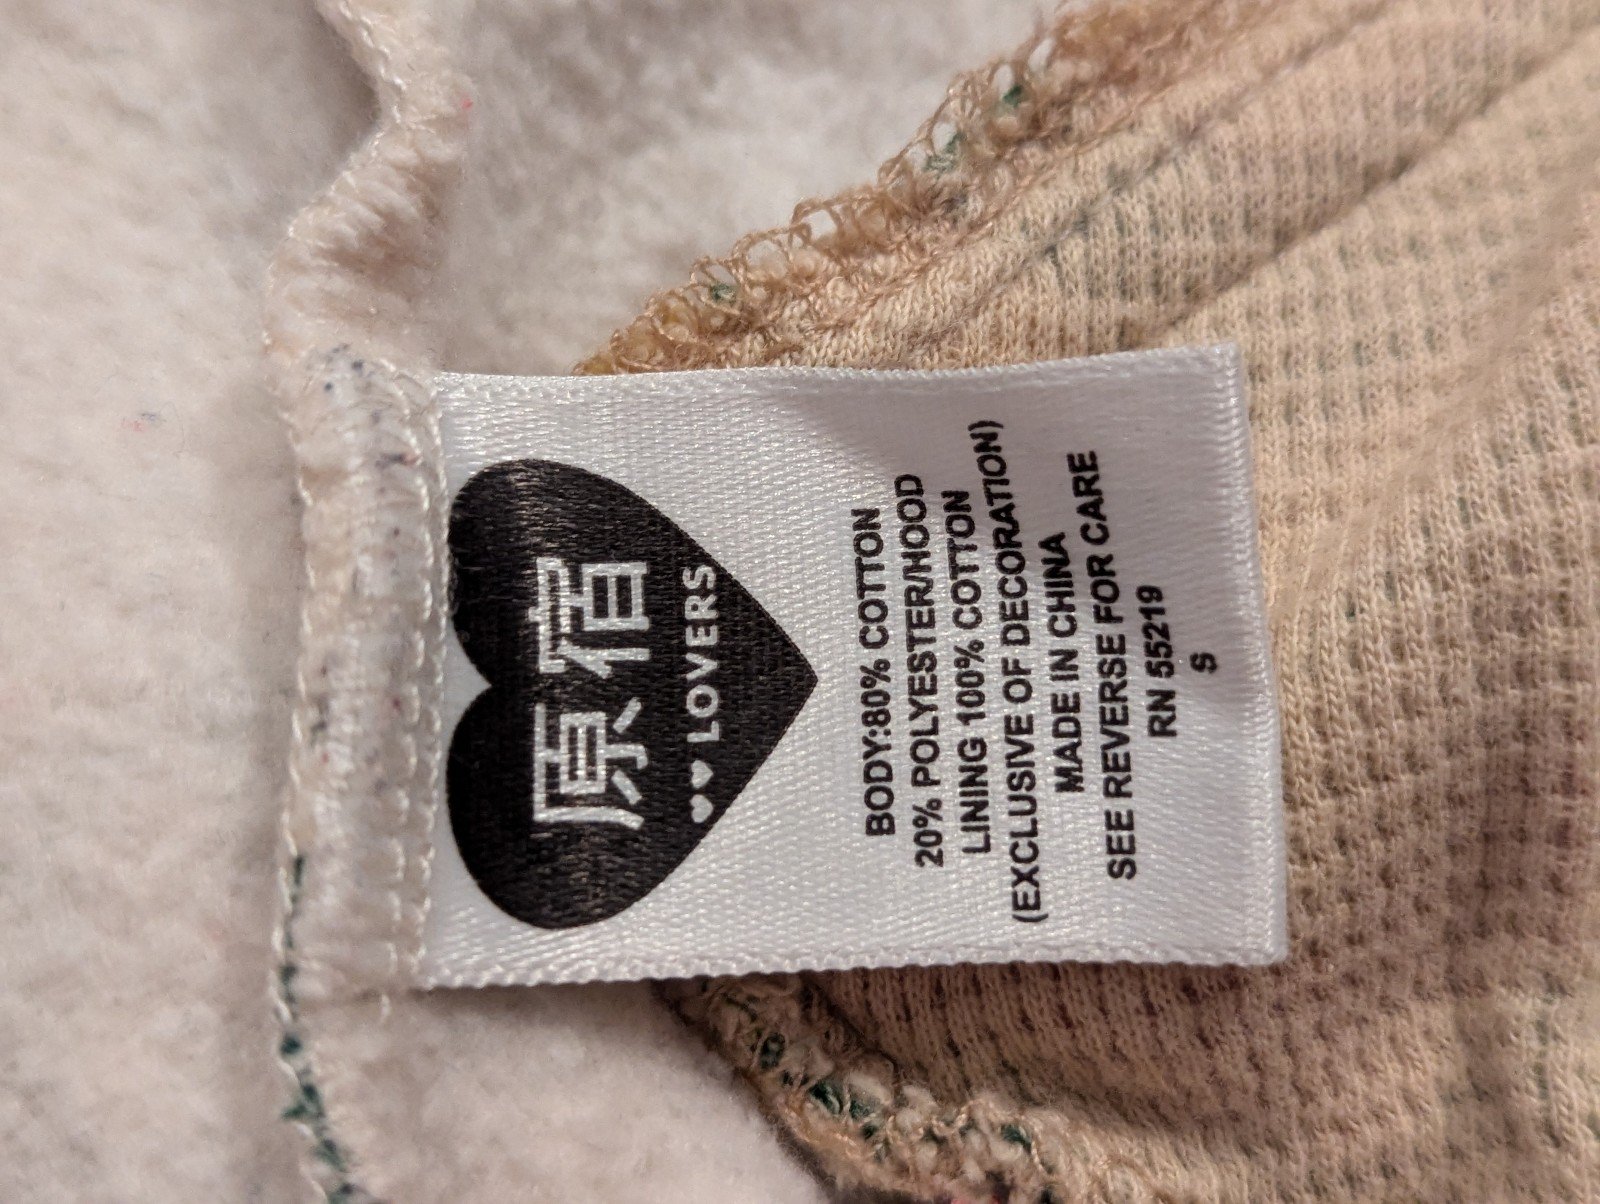 原宿
LOVERS
BODY:80% COTTON
20% POLYESTER/HOOD
LINING 100% COTTON
(EXCLUSIVE OF DECORATION)
MADE IN CHINA
SEE REVERSE FOR CARE
RN 55219
S